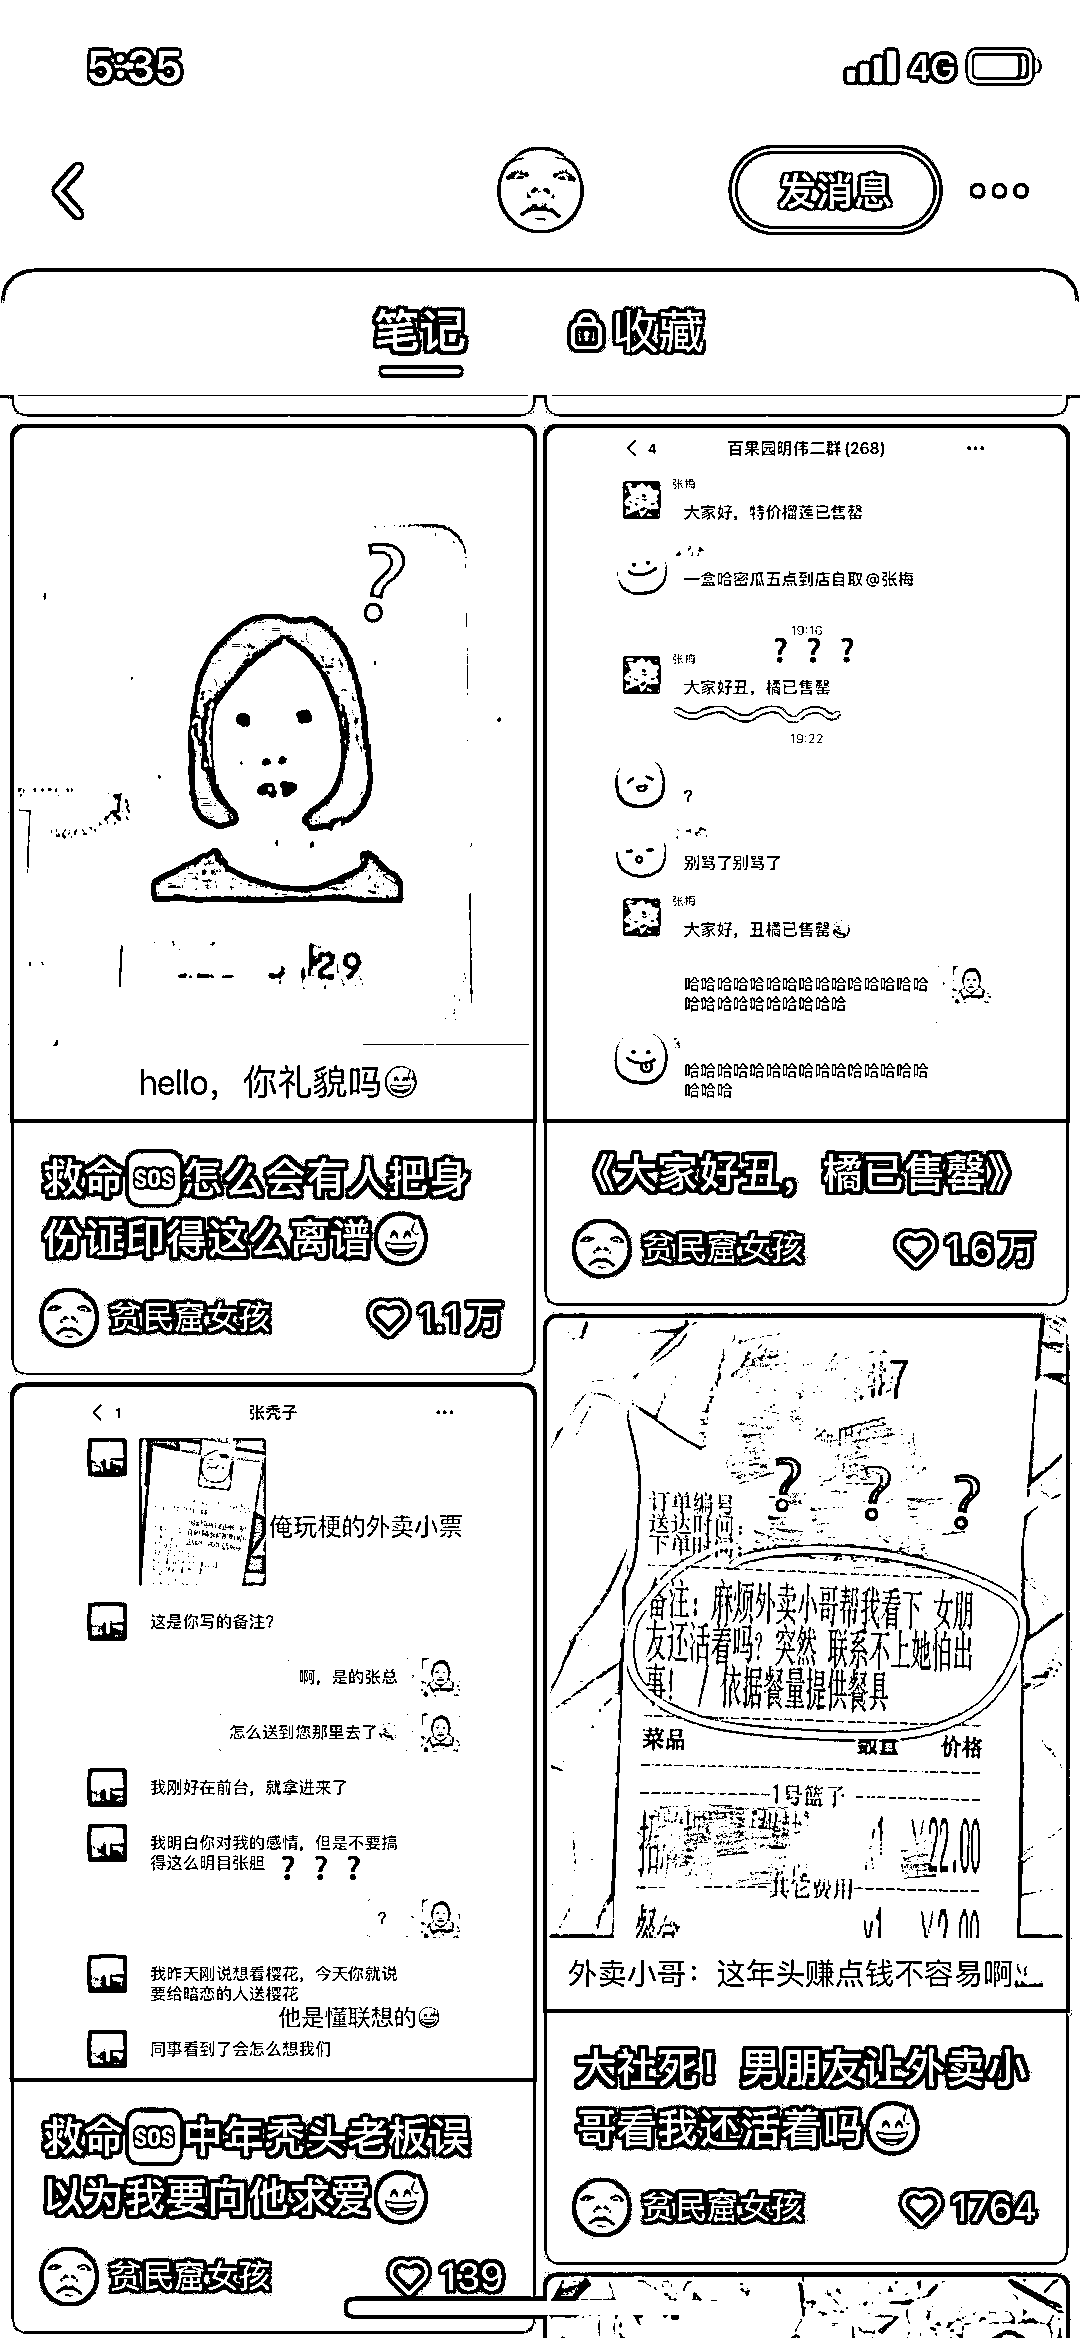 5:35
4G
发消息
笔记
收藏
29
hello，你礼貌吗
救命SOS怎么会有人把身
份证印得这么离谱
贫民窟女孩
1.1万
4
百果园明伟二群(268)
张梅
大家好，特价榴莲已售罄
一盒哈密瓜五点到店自取@张梅
19:16
? ? ?
张梅
大家好丑，橘已售罄
19:22
?
别骂了别骂了
张梅
大家好，丑橘已售罄
哈哈哈哈哈哈哈哈哈哈哈哈哈哈哈
哈哈哈哈哈哈哈哈哈哈
哈哈哈哈哈哈哈哈哈哈哈哈哈哈哈
哈哈哈
《大家好丑，橘已售罄》
贫民窟女孩
1.6万
1
张秃子
俺玩梗的外卖小票
这是你写的备注？
啊，是的张总
怎么送到您那里去了
我刚好在前台，就拿进来了
我明白你对我的感情，但是不要搞
得这么明目张胆 ? ? ?
?
我昨天刚说想看樱花，今天你就说
要给暗恋的人送樱花
他是懂联想的
同事看到了会怎么想我们
救命SOS中年秃头老板误
以为我要向他求爱
贫民窟女孩
139
7
? ? ?
订单编号
送达时间：
下单时间：
备注：麻烦外卖小哥帮我看下 女朋
友还活着吗？突然 联系不上她怕出
事！ / 依据餐量提供餐具
菜品 数量 价格
1号篮子
x1 ￥22.00
其它费用
x1 ￥2.00
外卖小哥：这年头赚点钱不容易啊
大社死！男朋友让外卖小
哥看我还活着吗
贫民窟女孩
1764